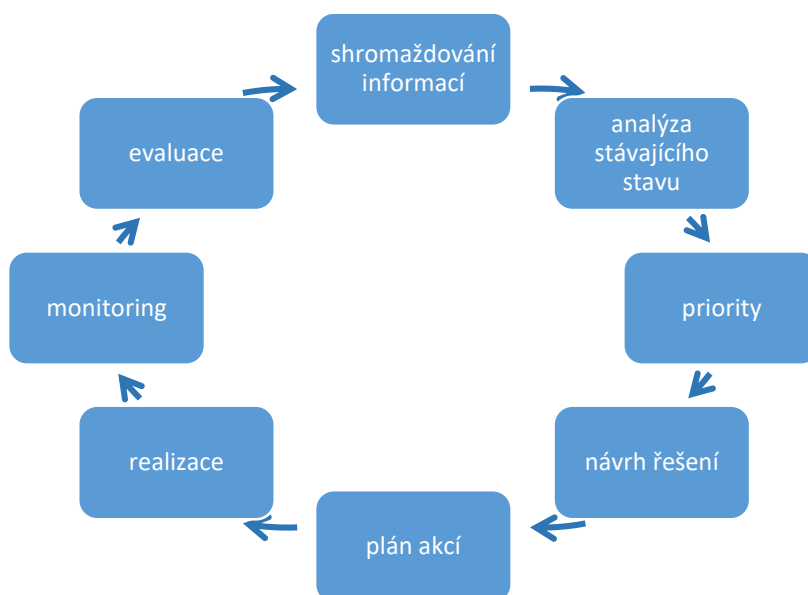 shromaždování
informací
analýza
stávajícího
stavu
priority
návrh řešení
plán akcí
realizace
monitoring
evaluace